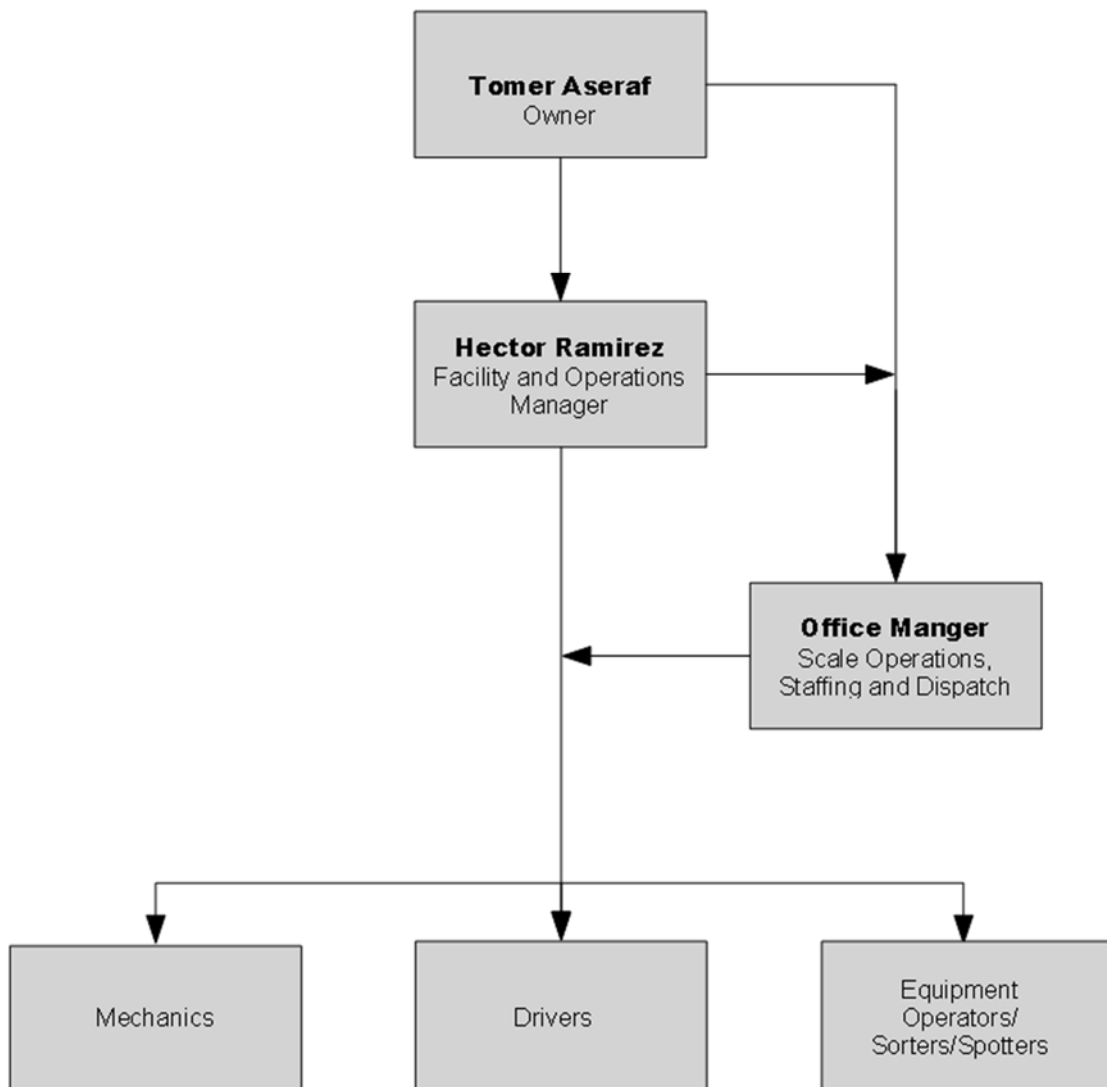 Tomer Aseraf
Owner
Hector Ramirez
Facility and Operations
Manager
Office Manger
Scale Operations,
Staffing and Dispatch
Mechanics
Drivers
Equipment
Operators/
Sorters/Spotters